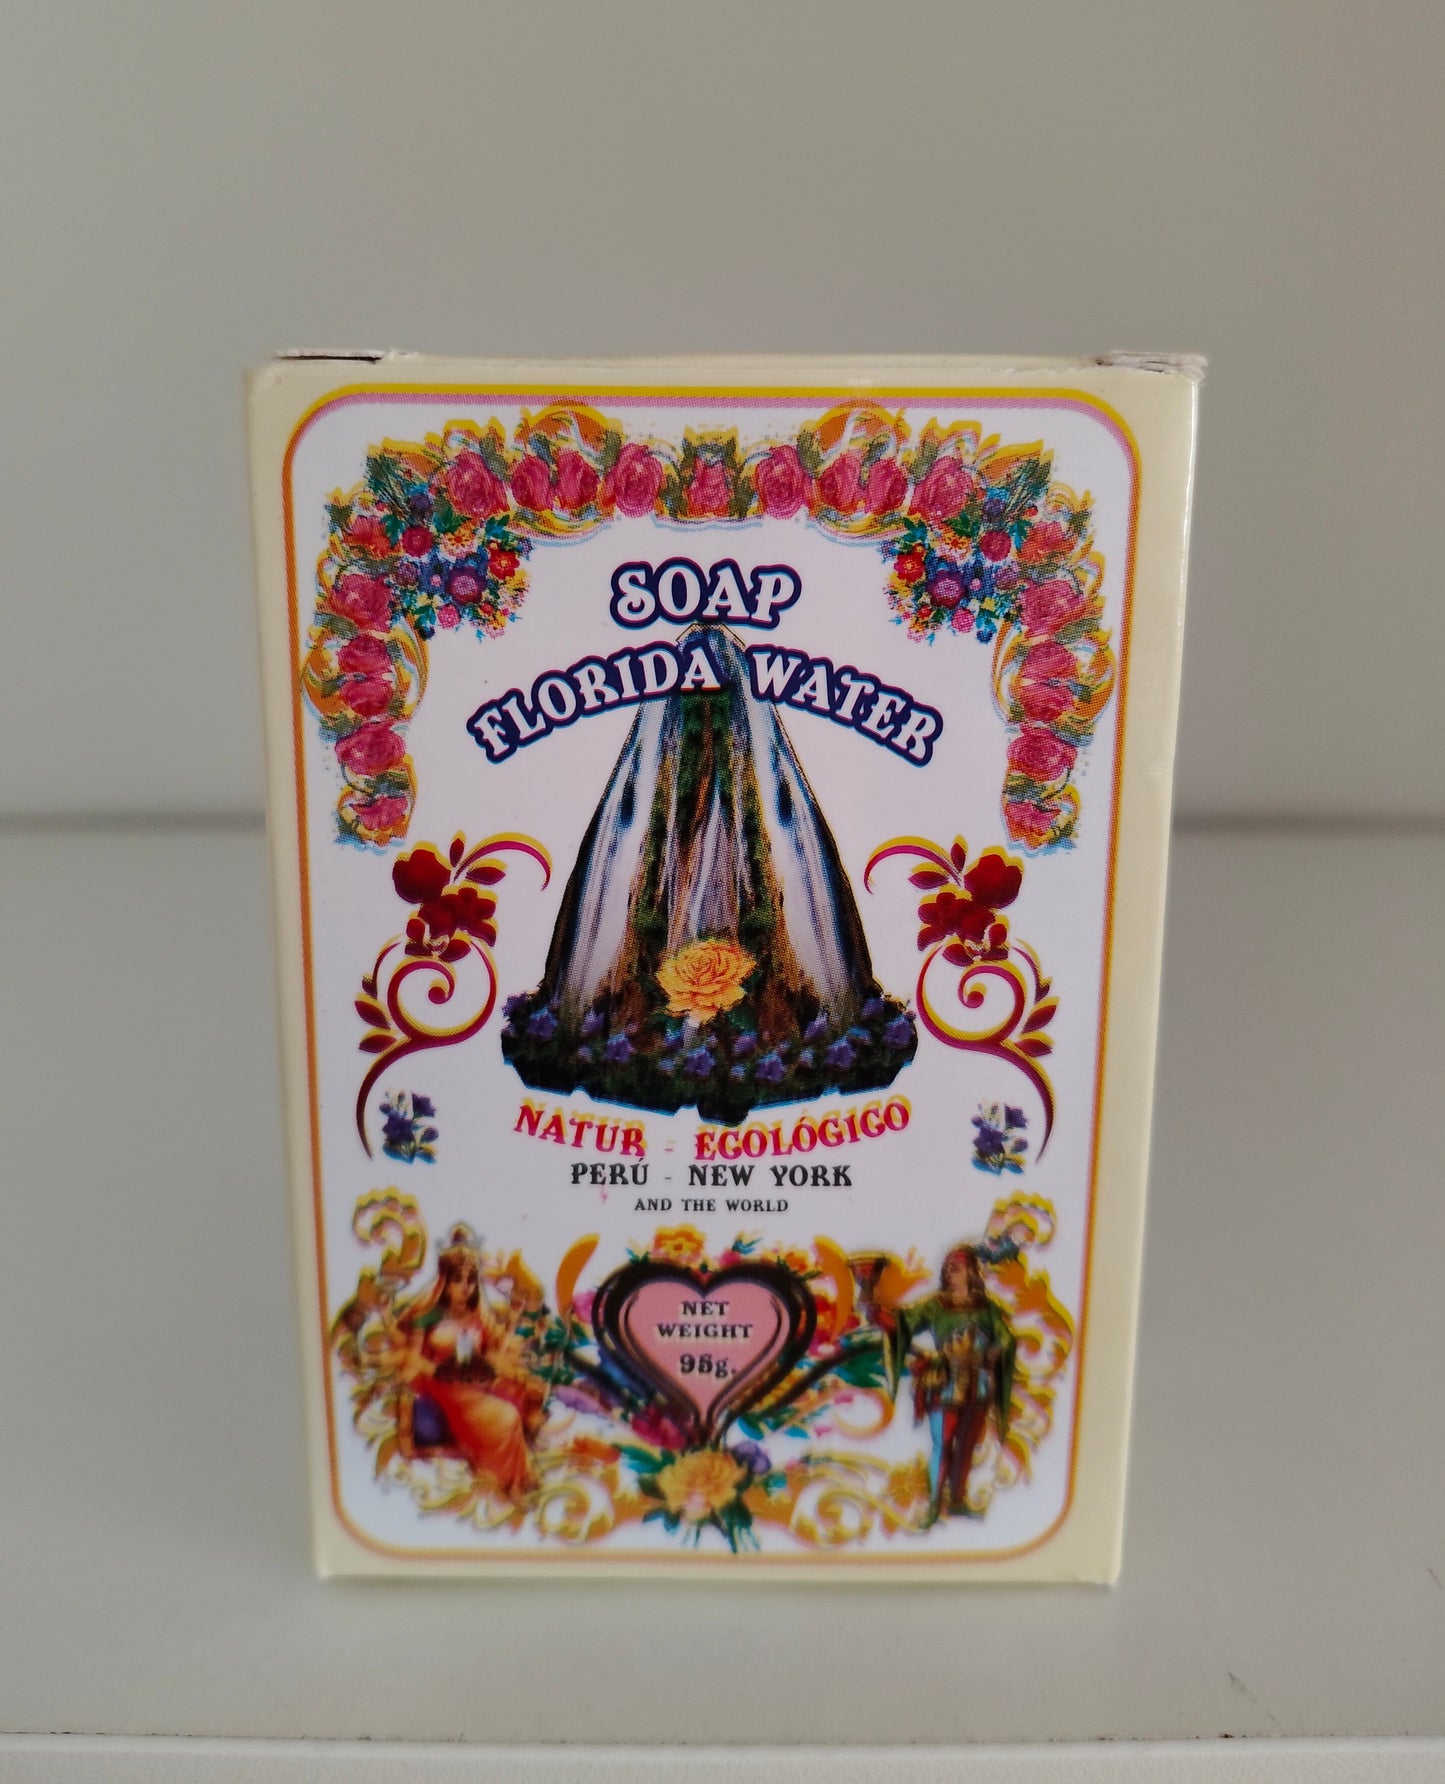 SOAP
FLORIDA WATER
NATUR - ECOLÓGICO
PERÚ - NEW YORK
AND THE WORLD
NET
WEIGHT
95g.